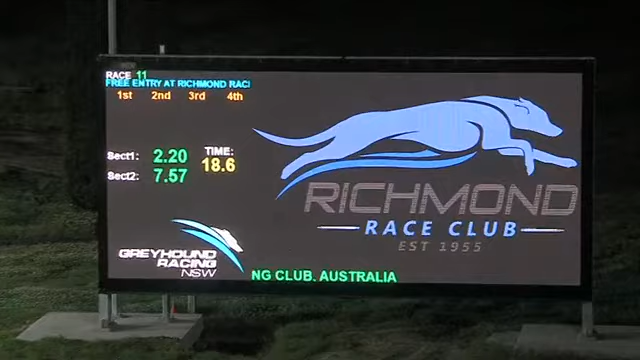 RACE 11
FREE ENTRY AT RICHMOND RAC
1st 2nd 3rd 4th
Sect1: 2.20 TIME:
Sect2: 7.57 18.6
RICHMOND
RACE CLUB
EST 1955
GREYHOUND
RACING
NSW
NG CLUB, AUSTRALIA